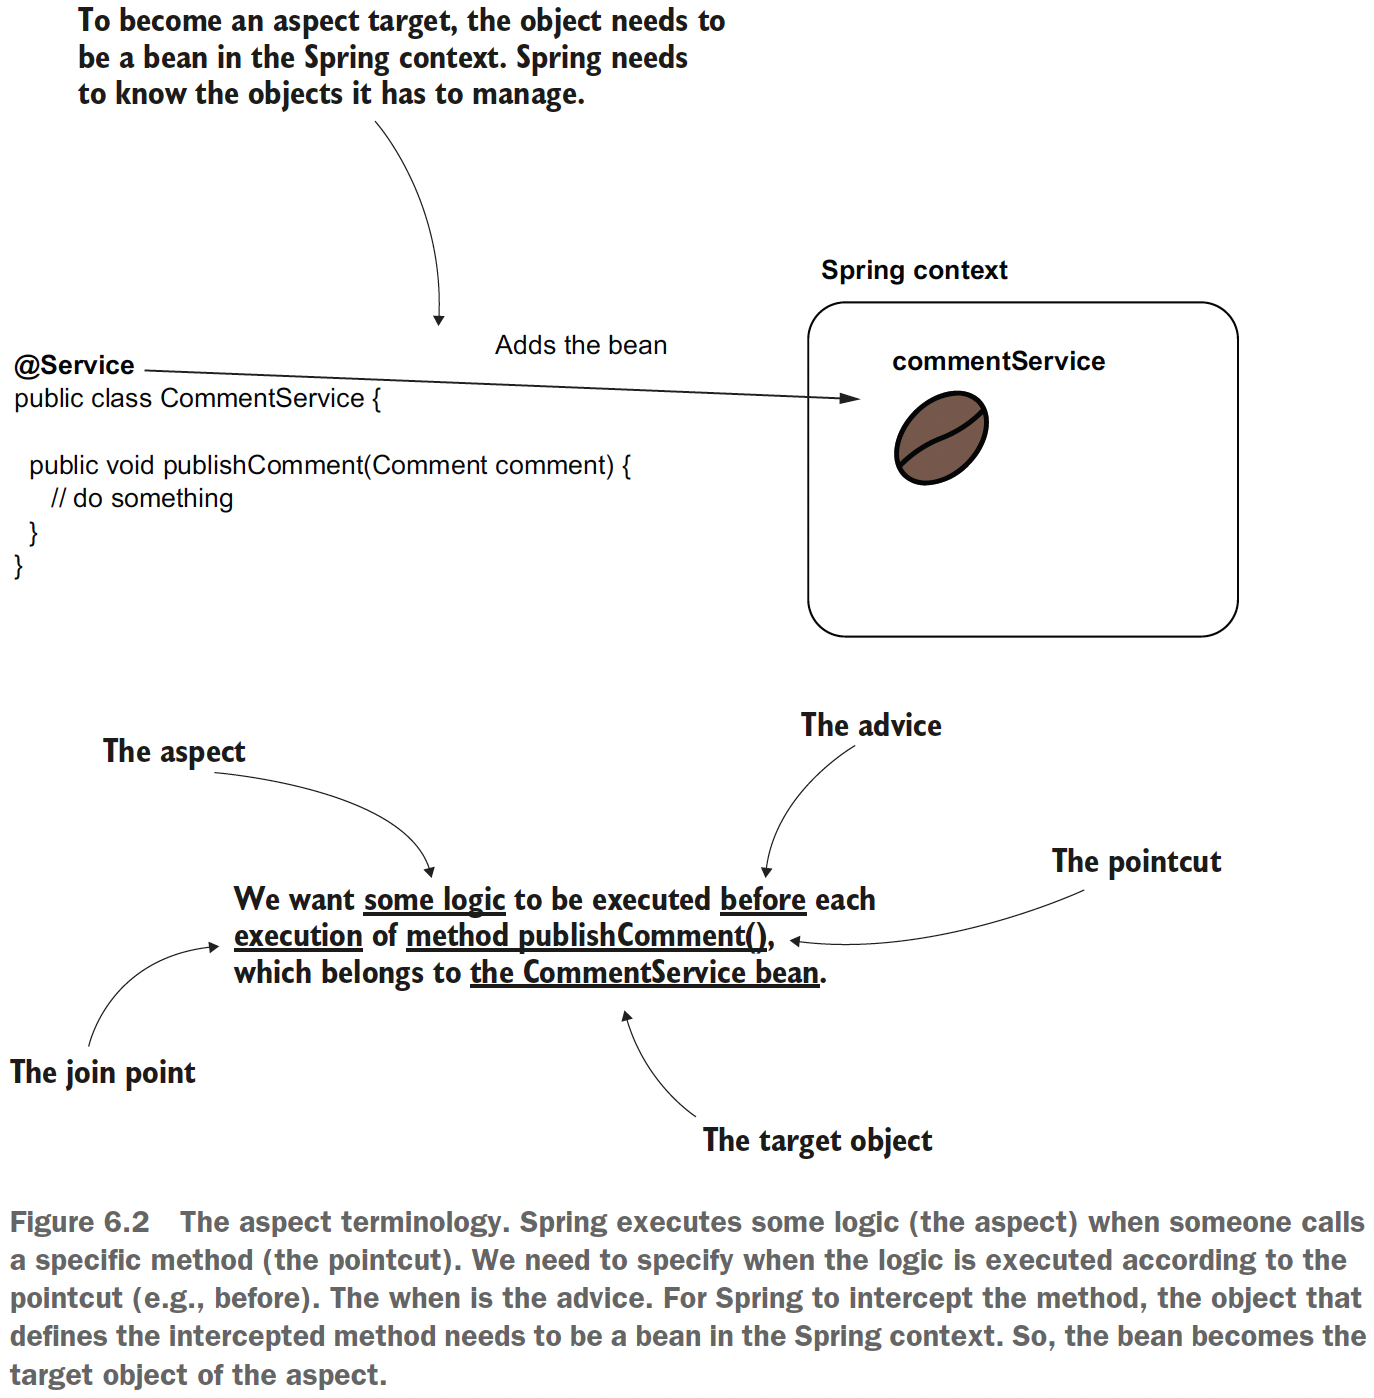 To become an aspect target, the object needs to
be a bean in the Spring context. Spring needs
to know the objects it has to manage.
Spring context
Adds the bean
commentService
@Service
public class CommentService {
public void publishComment(Comment comment) {
// do something
}
}
The advice
The aspect
The pointcut
We want some logic to be executed before each
execution of method publishComment(),
which belongs to the CommentService bean.
The join point
The target object
Figure 6.2 The aspect terminology. Spring executes some logic (the aspect) when someone calls
a specific method (the pointcut). We need to specify when the logic is executed according to the
pointcut (e.g., before). The when is the advice. For Spring to intercept the method, the object that
defines the intercepted method needs to be a bean in the Spring context. So, the bean becomes the
target object of the aspect.